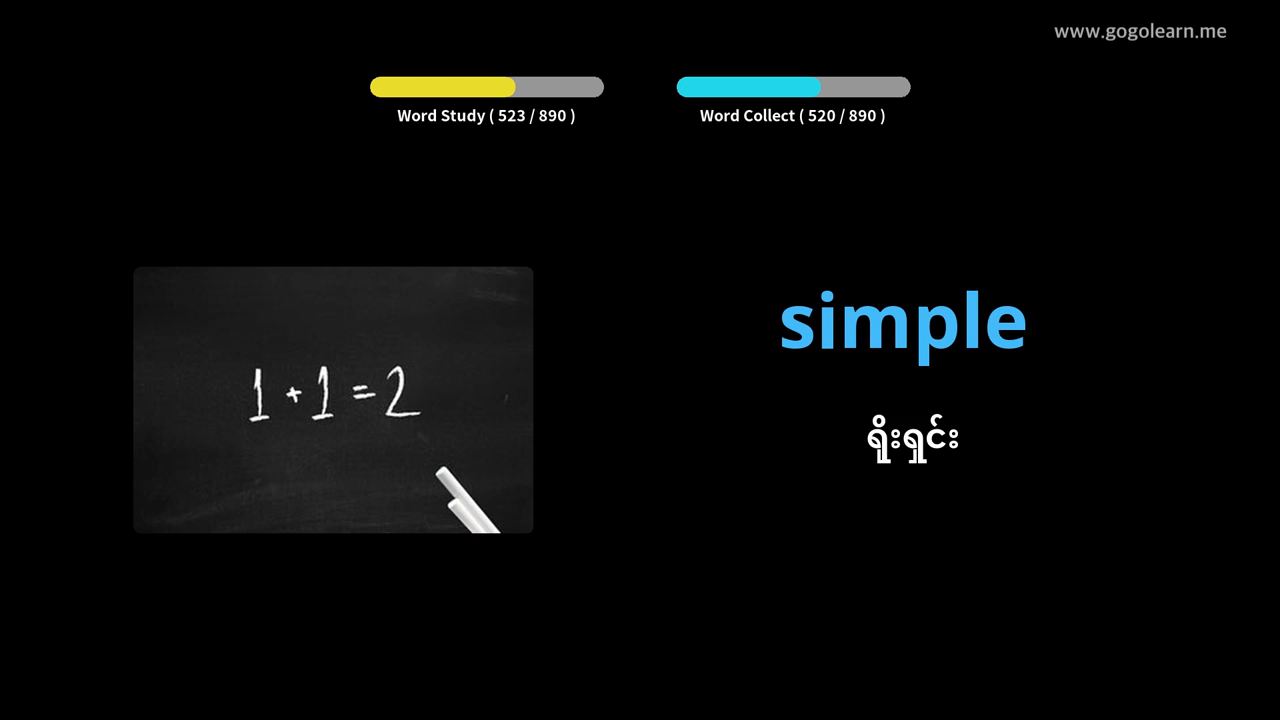 www.gogolearn.me
Word Study ( 523 / 890 )
Word Collect ( 520 / 890 )
1 + 1 = 2
simple
ရိူးရှင်း